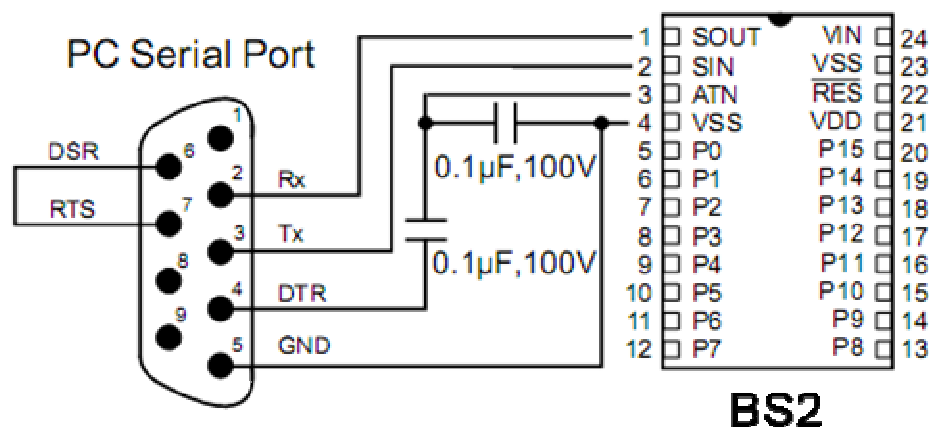 PC Serial Port
DSR
RTS
1
6
2
7
3
8
4
9
5
Rx
Tx
DTR
GND
0.1µF,100V
0.1µF,100V
1 SOUT VIN 24
2 SIN VSS 23
3 ATN RES 22
4 VSS VDD 21
5 P0 P15 20
6 P1 P14 19
7 P2 P13 18
8 P3 P12 17
9 P4 P11 16
10 P5 P10 15
11 P6 P9 14
12 P7 P8 13
BS2